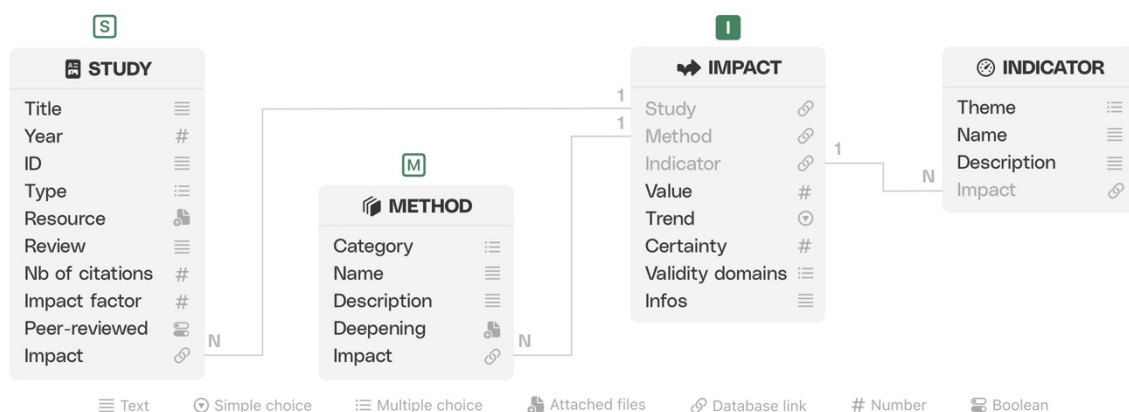 S
STUDY
Title
Year
ID
Type
Resource
Review
Nb of citations
Impact factor
Peer-reviewed
Impact
N
M
METHOD
Category
Name
Description
Deepening
Impact
N
I
IMPACT
1
Study
1
Method
Indicator
1
Value
Trend
Certainty
Validity domains
Infos
INDICATOR
Theme
Name
Description
N
Impact
Text
Simple choice
Multiple choice
Attached files
Database link
# Number
Boolean